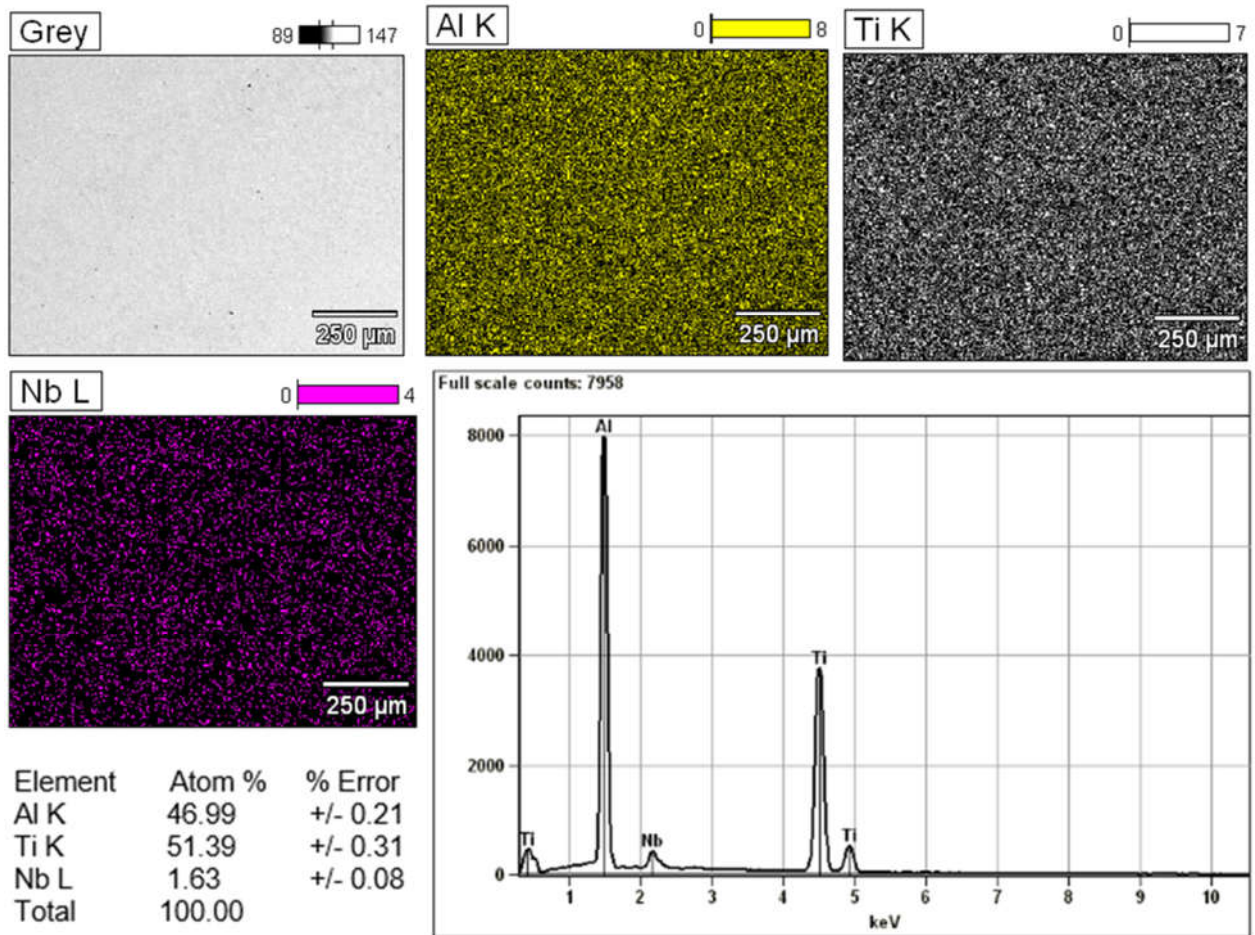 Grey
89 147
250 µm
Al K
0 8
250 µm
Ti K
0 7
250 µm
Nb L
0 4
250 µm
Element Atom % % Error
Al K 46.99 +/- 0.21
Ti K 51.39 +/- 0.31
Nb L 1.63 +/- 0.08
Total 100.00
Full scale counts: 7958
8000
6000
4000
2000
0
Ti
Al
Nb
Ti
Ti
1 2 3 4 5 6 7 8 9 10
keV